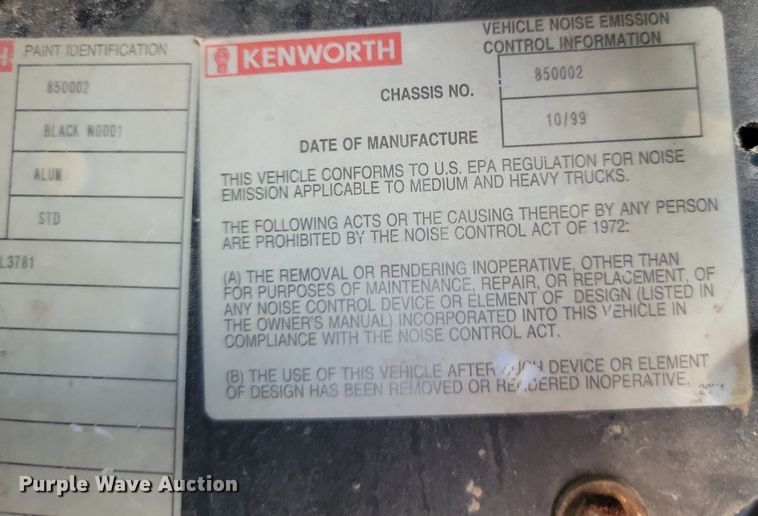 PAINT IDENTIFICATION
850002
BLACK N0001
ALUM
STD
L3781
KENWORTH
VEHICLE NOISE EMISSION
CONTROL INFORMATION
CHASSIS NO.
850002
DATE OF MANUFACTURE
10/99
THIS VEHICLE CONFORMS TO U.S. EPA REGULATION FOR NOISE
EMISSION APPLICABLE TO MEDIUM AND HEAVY TRUCKS.
THE FOLLOWING ACTS OR THE CAUSING THEREOF BY ANY PERSON
ARE PROHIBITED BY THE NOISE CONTROL ACT OF 1972:
(A) THE REMOVAL OR RENDERING INOPERATIVE, OTHER THAN
FOR PURPOSES OF MAINTENANCE, REPAIR, OR REPLACEMENT, OF
ANY NOISE CONTROL DEVICE OR ELEMENT OF DESIGN (LISTED IN
THE OWNER'S MANUAL) INCORPORATED INTO THIS VEHICLE IN
COMPLIANCE WITH THE NOISE CONTROL ACT.
(B) THE USE OF THIS VEHICLE AFTER SUCH DEVICE OR ELEMENT
OF DESIGN HAS BEEN REMOVED OR RENDERED INOPERATIVE.
Purple Wave Auction